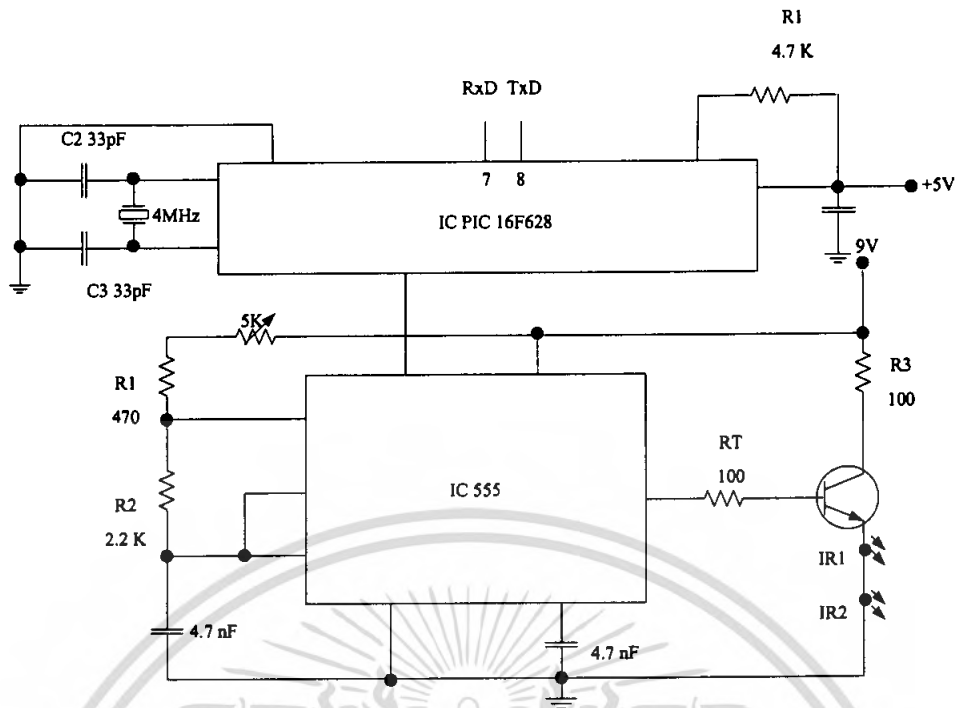 R1
4.7 K
RxD TxD
C2 33pF
7 8
+5V
4MHz
IC PIC 16F628
9V
C3 33pF
5K
R1
470
R3
100
RT
100
R2
2.2 K
IC 555
IR1
IR2
4.7 nF
4.7 nF